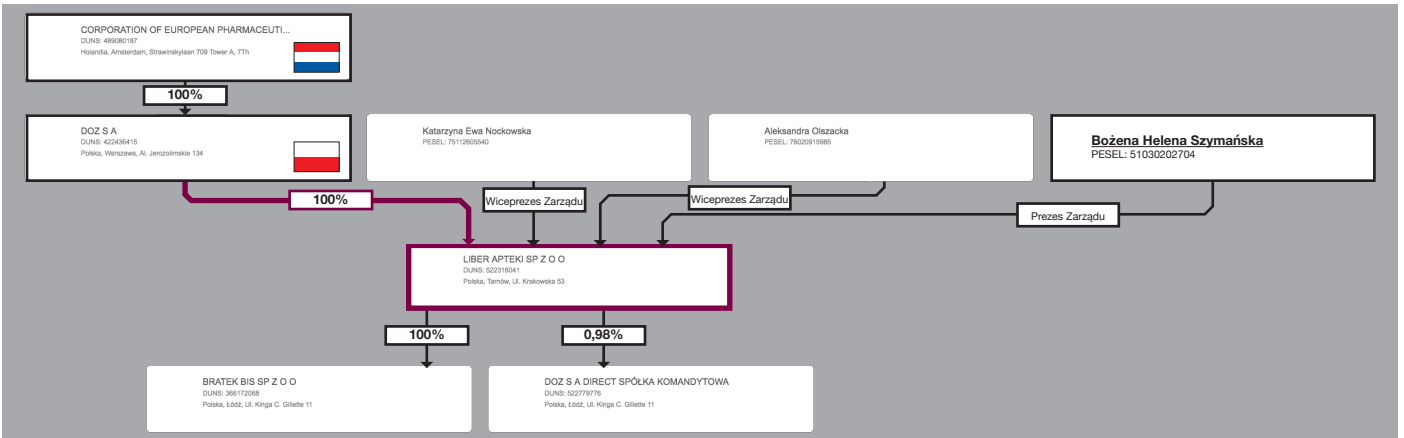 CORPORATION OF EUROPEAN PHARMACEUTI...
DUNS: 489080187
Holandia, Amsterdam, Strawinskylaan 709 Tower A, 7Th
100%
DOZ S A
DUNS: 422436415
Polska, Warszawa, Al. Jerozolimskie 134
Katarzyna Ewa Nockowska
PESEL: 75112605540
Aleksandra Olszacka
PESEL: 76020915985
Bożena Helena Szymańska
PESEL: 51030202704
100%
Wiceprezes Zarządu
Wiceprezes Zarządu
Prezes Zarządu
LIBER APTEKI SP Z O O
DUNS: 522316041
Polska, Tarnów, Ul. Krakowska 53
100%
0,98%
BRATEK BIS SP Z O O
DUNS: 366172068
Polska, Łódź, Ul. Kinga C. Gillette 11
DOZ S A DIRECT SPÓŁKA KOMANDYTOWA
DUNS: 522779776
Polska, Łódź, Ul. Kinga C. Gillette 11